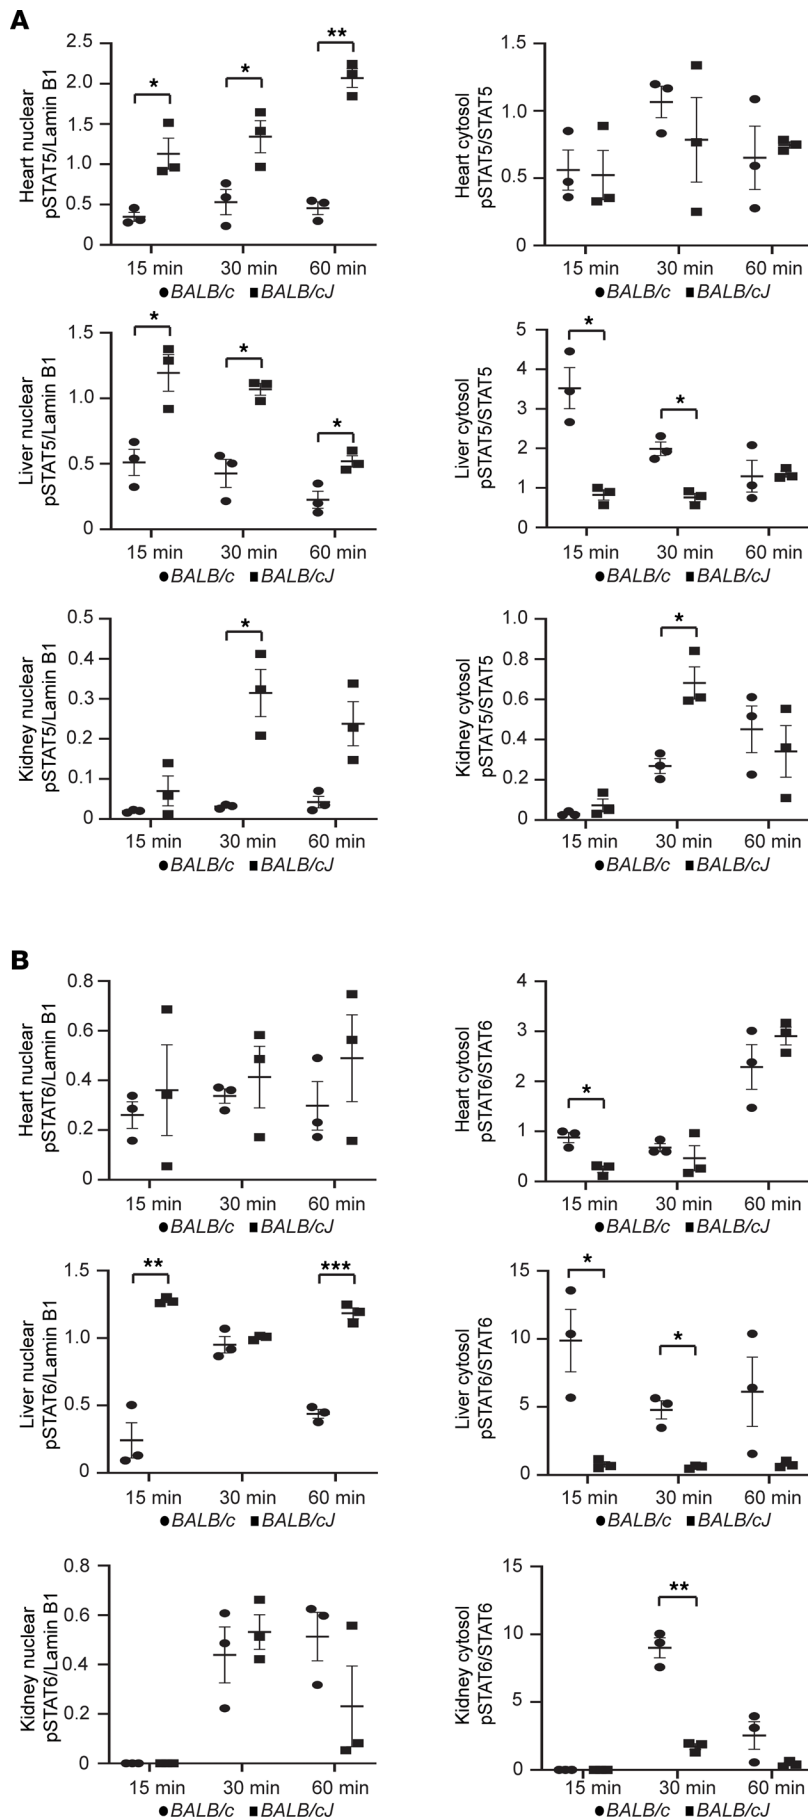 A
Heart nuclear
pSTAT5/Lamin B1
2.5
2.0
1.5
1.0
0.5
0
*
*
**
15 min 30 min 60 min
●BALB/c ■BALB/cJ
Heart cytosol
pSTAT5/STAT5
1.5
1.0
0.5
0
15 min 30 min 60 min
●BALB/c ■BALB/cJ
Liver nuclear
pSTAT5/Lamin B1
1.5
1.0
0.5
0
*
*
*
15 min 30 min 60 min
●BALB/c ■BALB/cJ
Liver cytosol
pSTAT5/STAT5
5
4
3
2
1
0
*
*
15 min 30 min 60 min
●BALB/c ■BALB/cJ
Kidney nuclear
pSTAT5/Lamin B1
0.5
0.4
0.3
0.2
0.1
0
*
15 min 30 min 60 min
●BALB/c ■BALB/cJ
Kidney cytosol
pSTAT5/STAT5
1.0
0.8
0.6
0.4
0.2
0
*
15 min 30 min 60 min
●BALB/c ■BALB/cJ
B
Heart nuclear
pSTAT6/Lamin B1
0.8
0.6
0.4
0.2
0
15 min 30 min 60 min
●BALB/c ■BALB/cJ
Heart cytosol
pSTAT6/STAT6
4
3
2
1
0
*
15 min 30 min 60 min
●BALB/c ■BALB/cJ
Liver nuclear
pSTAT6/Lamin B1
1.5
1.0
0.5
0
**
***
15 min 30 min 60 min
●BALB/c ■BALB/cJ
Liver cytosol
pSTAT6/STAT6
15
10
5
0
*
*
15 min 30 min 60 min
●BALB/c ■BALB/cJ
Kidney nuclear
pSTAT6/Lamin B1
0.8
0.6
0.4
0.2
0
15 min 30 min 60 min
●BALB/c ■BALB/cJ
Kidney cytosol
pSTAT6/STAT6
15
10
5
0
**
15 min 30 min 60 min
●BALB/c ■BALB/cJ